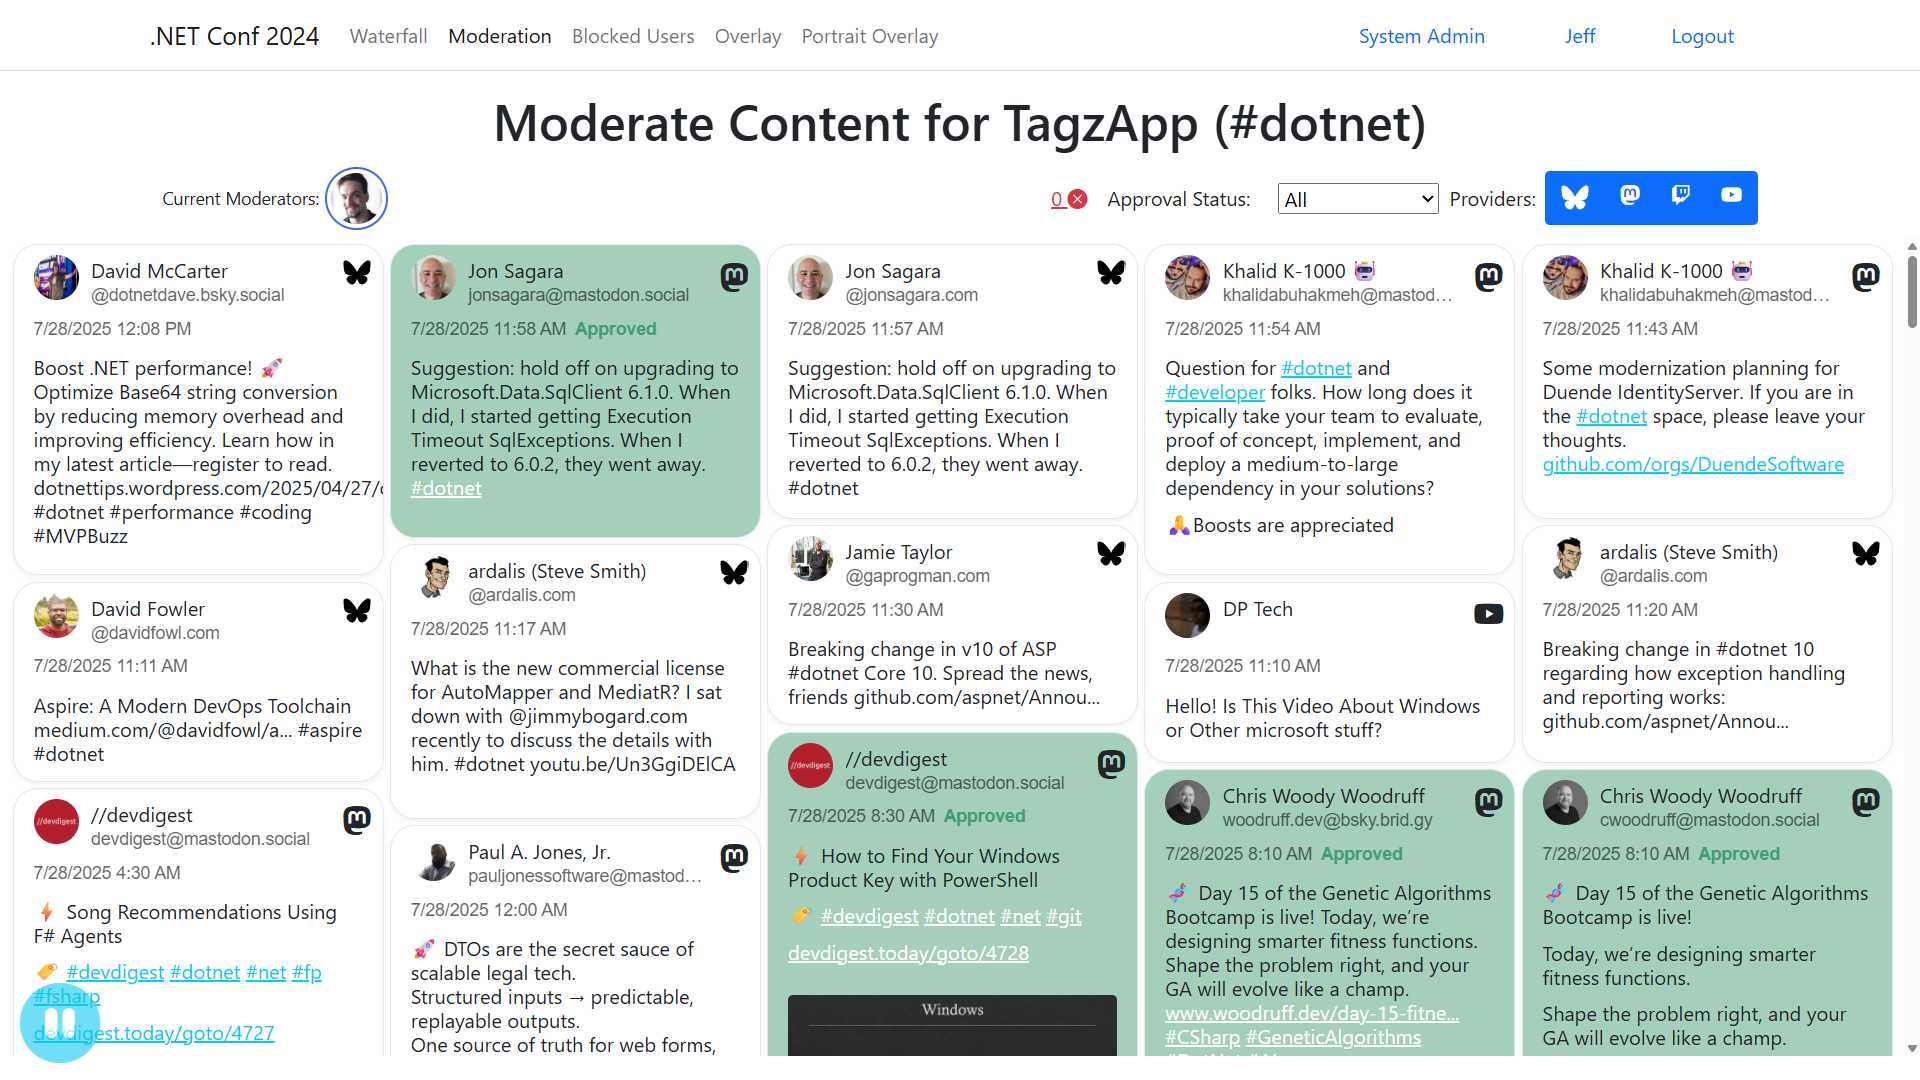 .NET Conf 2024
Waterfall
Moderation
Blocked Users
Overlay
Portrait Overlay
System Admin
Jeff
Logout
Moderate Content for TagzApp (#dotnet)
Current Moderators:
0
Approval Status:
All
Providers:
David McCarter
@dotnetdave.bsky.social
7/28/2025 12:08 PM
Boost .NET performance! 🚀
Optimize Base64 string conversion
by reducing memory overhead and
improving efficiency. Learn how in
my latest article—register to read.
dotnettips.wordpress.com/2025/04/27/
#dotnet #performance #coding
#MVPBuzz
David Fowler
@davidfowl.com
7/28/2025 11:11 AM
Aspire: A Modern DevOps Toolchain
medium.com/@davidfowl/a... #aspire
#dotnet
//devdigest
devdigest@mastodon.social
7/28/2025 4:30 AM
⚡ Song Recommendations Using
F# Agents
🏷️ #devdigest #dotnet #net #fp
#fsharp
devdigest.today/goto/4727
Jon Sagara
jonsagara@mastodon.social
7/28/2025 11:58 AM Approved
Suggestion: hold off on upgrading to
Microsoft.Data.SqlClient 6.1.0. When
I did, I started getting Execution
Timeout SqlExceptions. When I
reverted to 6.0.2, they went away.
#dotnet
ardalis (Steve Smith)
@ardalis.com
7/28/2025 11:17 AM
What is the new commercial license
for AutoMapper and MediatR? I sat
down with @jimmybogard.com
recently to discuss the details with
him. #dotnet youtu.be/Un3GgiDElCA
Paul A. Jones, Jr.
pauljonessoftware@mastod…
7/28/2025 12:00 AM
🚀 DTOs are the secret sauce of
scalable legal tech.
Structured inputs → predictable,
replayable outputs.
One source of truth for web forms,
Jon Sagara
@jonsagara.com
7/28/2025 11:57 AM
Suggestion: hold off on upgrading to
Microsoft.Data.SqlClient 6.1.0. When
I did, I started getting Execution
Timeout SqlExceptions. When I
reverted to 6.0.2, they went away.
#dotnet
Jamie Taylor
@gaprogman.com
7/28/2025 11:30 AM
Breaking change in v10 of ASP
#dotnet Core 10. Spread the news,
friends github.com/aspnet/Annou...
//devdigest
devdigest@mastodon.social
7/28/2025 8:30 AM Approved
⚡ How to Find Your Windows
Product Key with PowerShell
🏷️ #devdigest #dotnet #net #git
devdigest.today/goto/4728
Windows
Khalid K-1000 🤖
khalidabuhakmeh@mastod…
7/28/2025 11:54 AM
Question for #dotnet and
#developer folks. How long does it
typically take your team to evaluate,
proof of concept, implement, and
deploy a medium-to-large
dependency in your solutions?
🙏Boosts are appreciated
DP Tech
7/28/2025 11:10 AM
Hello! Is This Video About Windows
or Other microsoft stuff?
Chris Woody Woodruff
woodruff.dev@bsky.brid.gy
7/28/2025 8:10 AM Approved
🧬 Day 15 of the Genetic Algorithms
Bootcamp is live! Today, we’re
designing smarter fitness functions.
Shape the problem right, and your
GA will evolve like a champ.
www.woodruff.dev/day-15-fitne...
#CSharp #GeneticAlgorithms
Khalid K-1000 🤖
khalidabuhakmeh@mastod…
7/28/2025 11:43 AM
Some modernization planning for
Duende IdentityServer. If you are in
the #dotnet space, please leave your
thoughts.
github.com/orgs/DuendeSoftware
ardalis (Steve Smith)
@ardalis.com
7/28/2025 11:20 AM
Breaking change in #dotnet 10
regarding how exception handling
and reporting works:
github.com/aspnet/Annou...
Chris Woody Woodruff
cwoodruff@mastodon.social
7/28/2025 8:10 AM Approved
🧬 Day 15 of the Genetic Algorithms
Bootcamp is live!
Today, we’re designing smarter
fitness functions.
Shape the problem right, and your
GA will evolve like a champ.